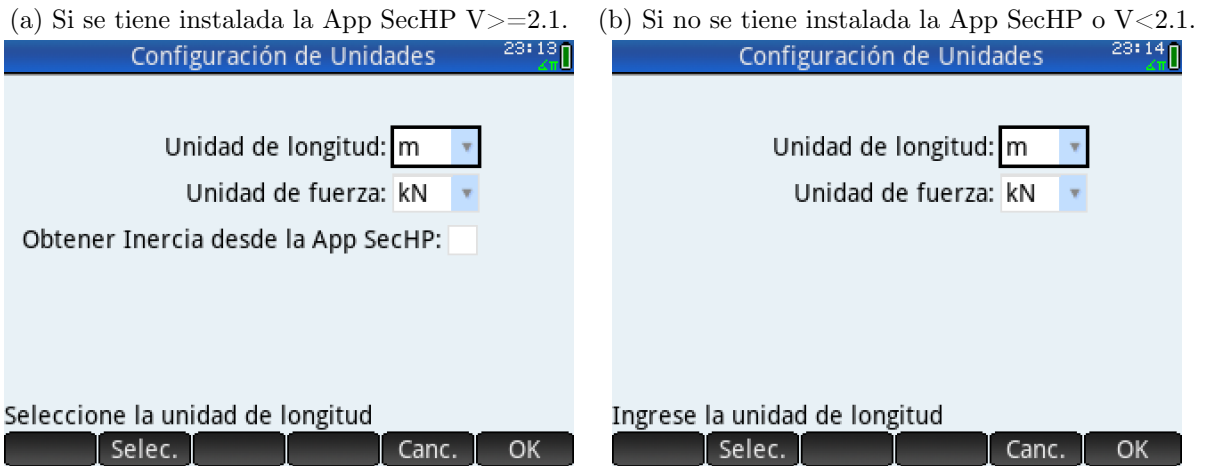 (a) Si se tiene instalada la App SecHP V>=2.1.
Configuración de Unidades 23:13
∡π
Unidad de longitud: m
Unidad de fuerza: kN
Obtener Inercia desde la App SecHP:
Seleccione la unidad de longitud
Selec. Canc. OK
(b) Si no se tiene instalada la App SecHP o V<2.1.
Configuración de Unidades 23:14
∡π
Unidad de longitud: m
Unidad de fuerza: kN
Ingrese la unidad de longitud
Selec. Canc. OK